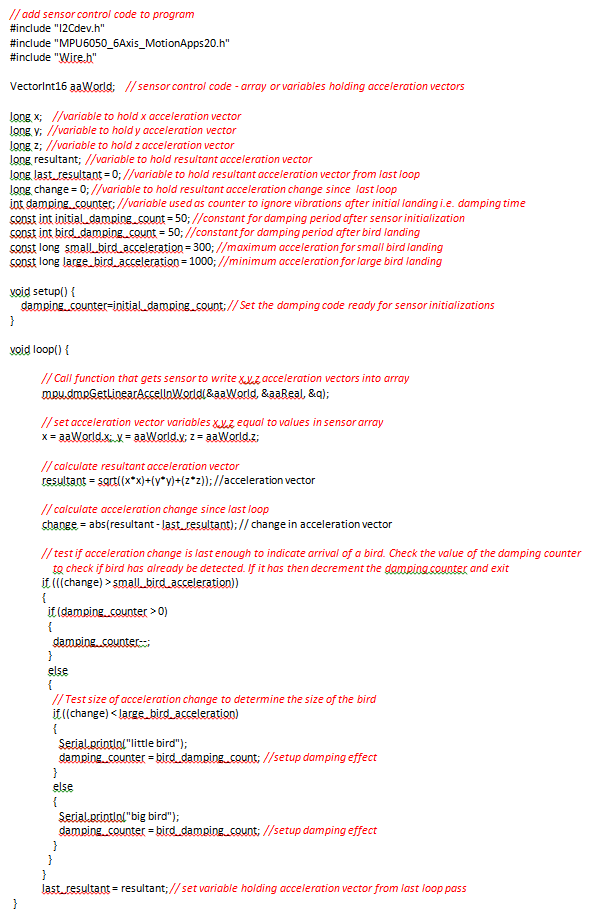 // add sensor control code to program
#include "I2Cdev.h"
#include "MPU6050_6Axis_MotionApps20.h"
#include "Wire.h"
VectorInt16 aaWorld; // sensor control code - array or variables holding acceleration vectors
long x; //variable to hold x acceleration vector
long y; //variable to hold y acceleration vector
long z; //variable to hold z acceleration vector
long resultant; //variable to hold resultant acceleration vector
long last_resultant = 0; //variable to hold resultant acceleration vector from last loop
long change = 0; //variable to hold resultant acceleration change since last loop
int damping_counter; //variable used as counter to ignore vibrations after initial landing i.e. damping time
const int initial_damping_count = 50; //constant for damping period after sensor initialization
const int bird_damping_count = 50; //constant for damping period after bird landing
const long small_bird_acceleration = 300; //maximum acceleration for small bird landing
const long large_bird_acceleration = 1000; //minimum acceleration for large bird landing
void setup() {
damping_counter=initial_damping_count; // Set the damping code ready for sensor initializations
}
void loop() {
// Call function that gets sensor to write x,y,z acceleration vectors into array
mpu.dmpGetLinearAccelInWorld(&aaWorld, &aaReal, &q);
// set acceleration vector variables x,y,z equal to values in sensor array
x = aaWorld.x; y = aaWorld.y; z = aaWorld.z;
// calculate resultant acceleration vector
resultant = sqrt((x*x)+(y*y)+(z*z)); //acceleration vector
// calculate acceleration change since last loop
change = abs(resultant - last_resultant); // change in acceleration vector
// test if acceleration change is last enough to indicate arrival of a bird. Check the value of the damping counter
to check if bird has already be detected. If it has then decrement the damping counter and exit
if (((change) > small_bird_acceleration))
{
if (damping_counter > 0)
{
damping_counter--;
}
else
{
// Test size of acceleration change to determine the size of the bird
if ((change) < large_bird_acceleration)
{
Serial.println("little bird");
damping_counter = bird_damping_count; //setup damping effect
}
else
{
Serial.println("big bird");
damping_counter = bird_damping_count; //setup damping effect
}
}
}
last_resultant = resultant; // set variable holding acceleration vector from last loop pass
}